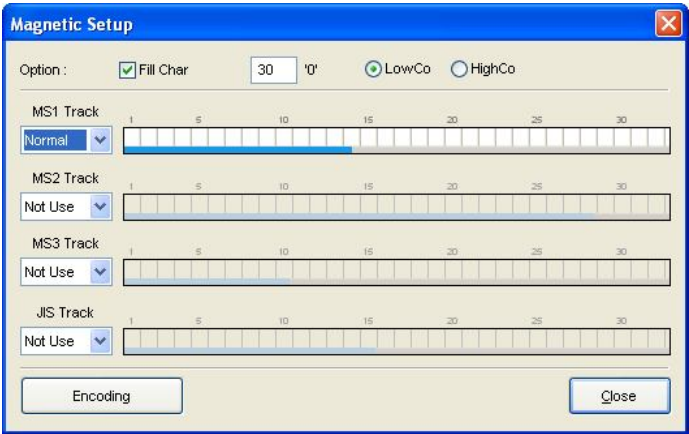 Magnetic Setup
Option : Fill Char 30 '0' LowCo HighCo
MS1 Track
1 5 10 15 20 25 30
Normal
MS2 Track
1 5 10 15 20 25 30
Not Use
MS3 Track
1 5 10 15 20 25 30
Not Use
JIS Track
1 5 10 15 20 25 30
Not Use
Encoding Close